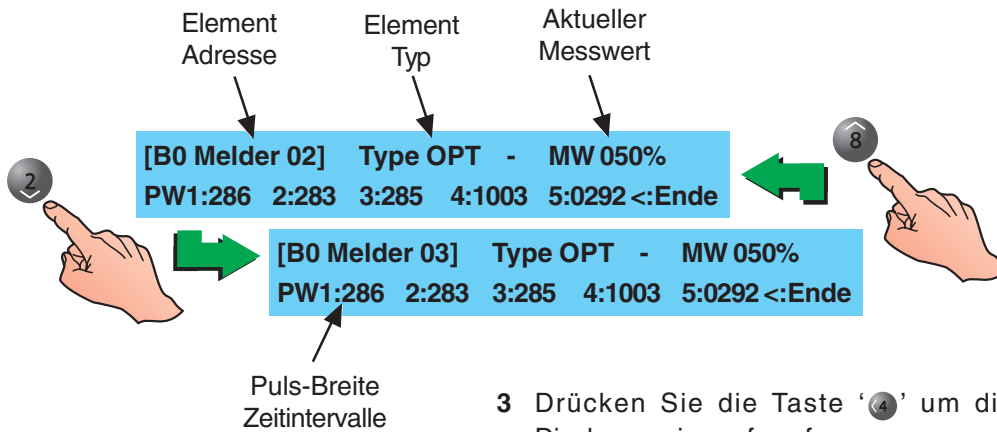 Element
Adresse
Element
Typ
Aktueller
Messwert
[B0 Melder 02] Type OPT - MW 050%
PW1:286 2:283 3:285 4:1003 5:0292 <:Ende
2
8
[B0 Melder 03] Type OPT - MW 050%
PW1:286 2:283 3:285 4:1003 5:0292 <:Ende
Puls-Breite
Zeitintervalle
3 Drücken Sie die Taste ‘4’ um di